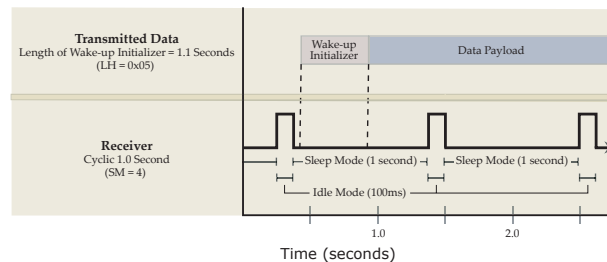 Transmitted Data
Length of Wake-up Initializer = 1.1 Seconds
(LH = 0x05)
Wake-up
Initializer
Data Payload
Receiver
Cyclic 1.0 Second
(SM = 4)
Sleep Mode (1 second)
Sleep Mode (1 second)
Idle Mode (100ms)
1.0
2.0
Time (seconds)